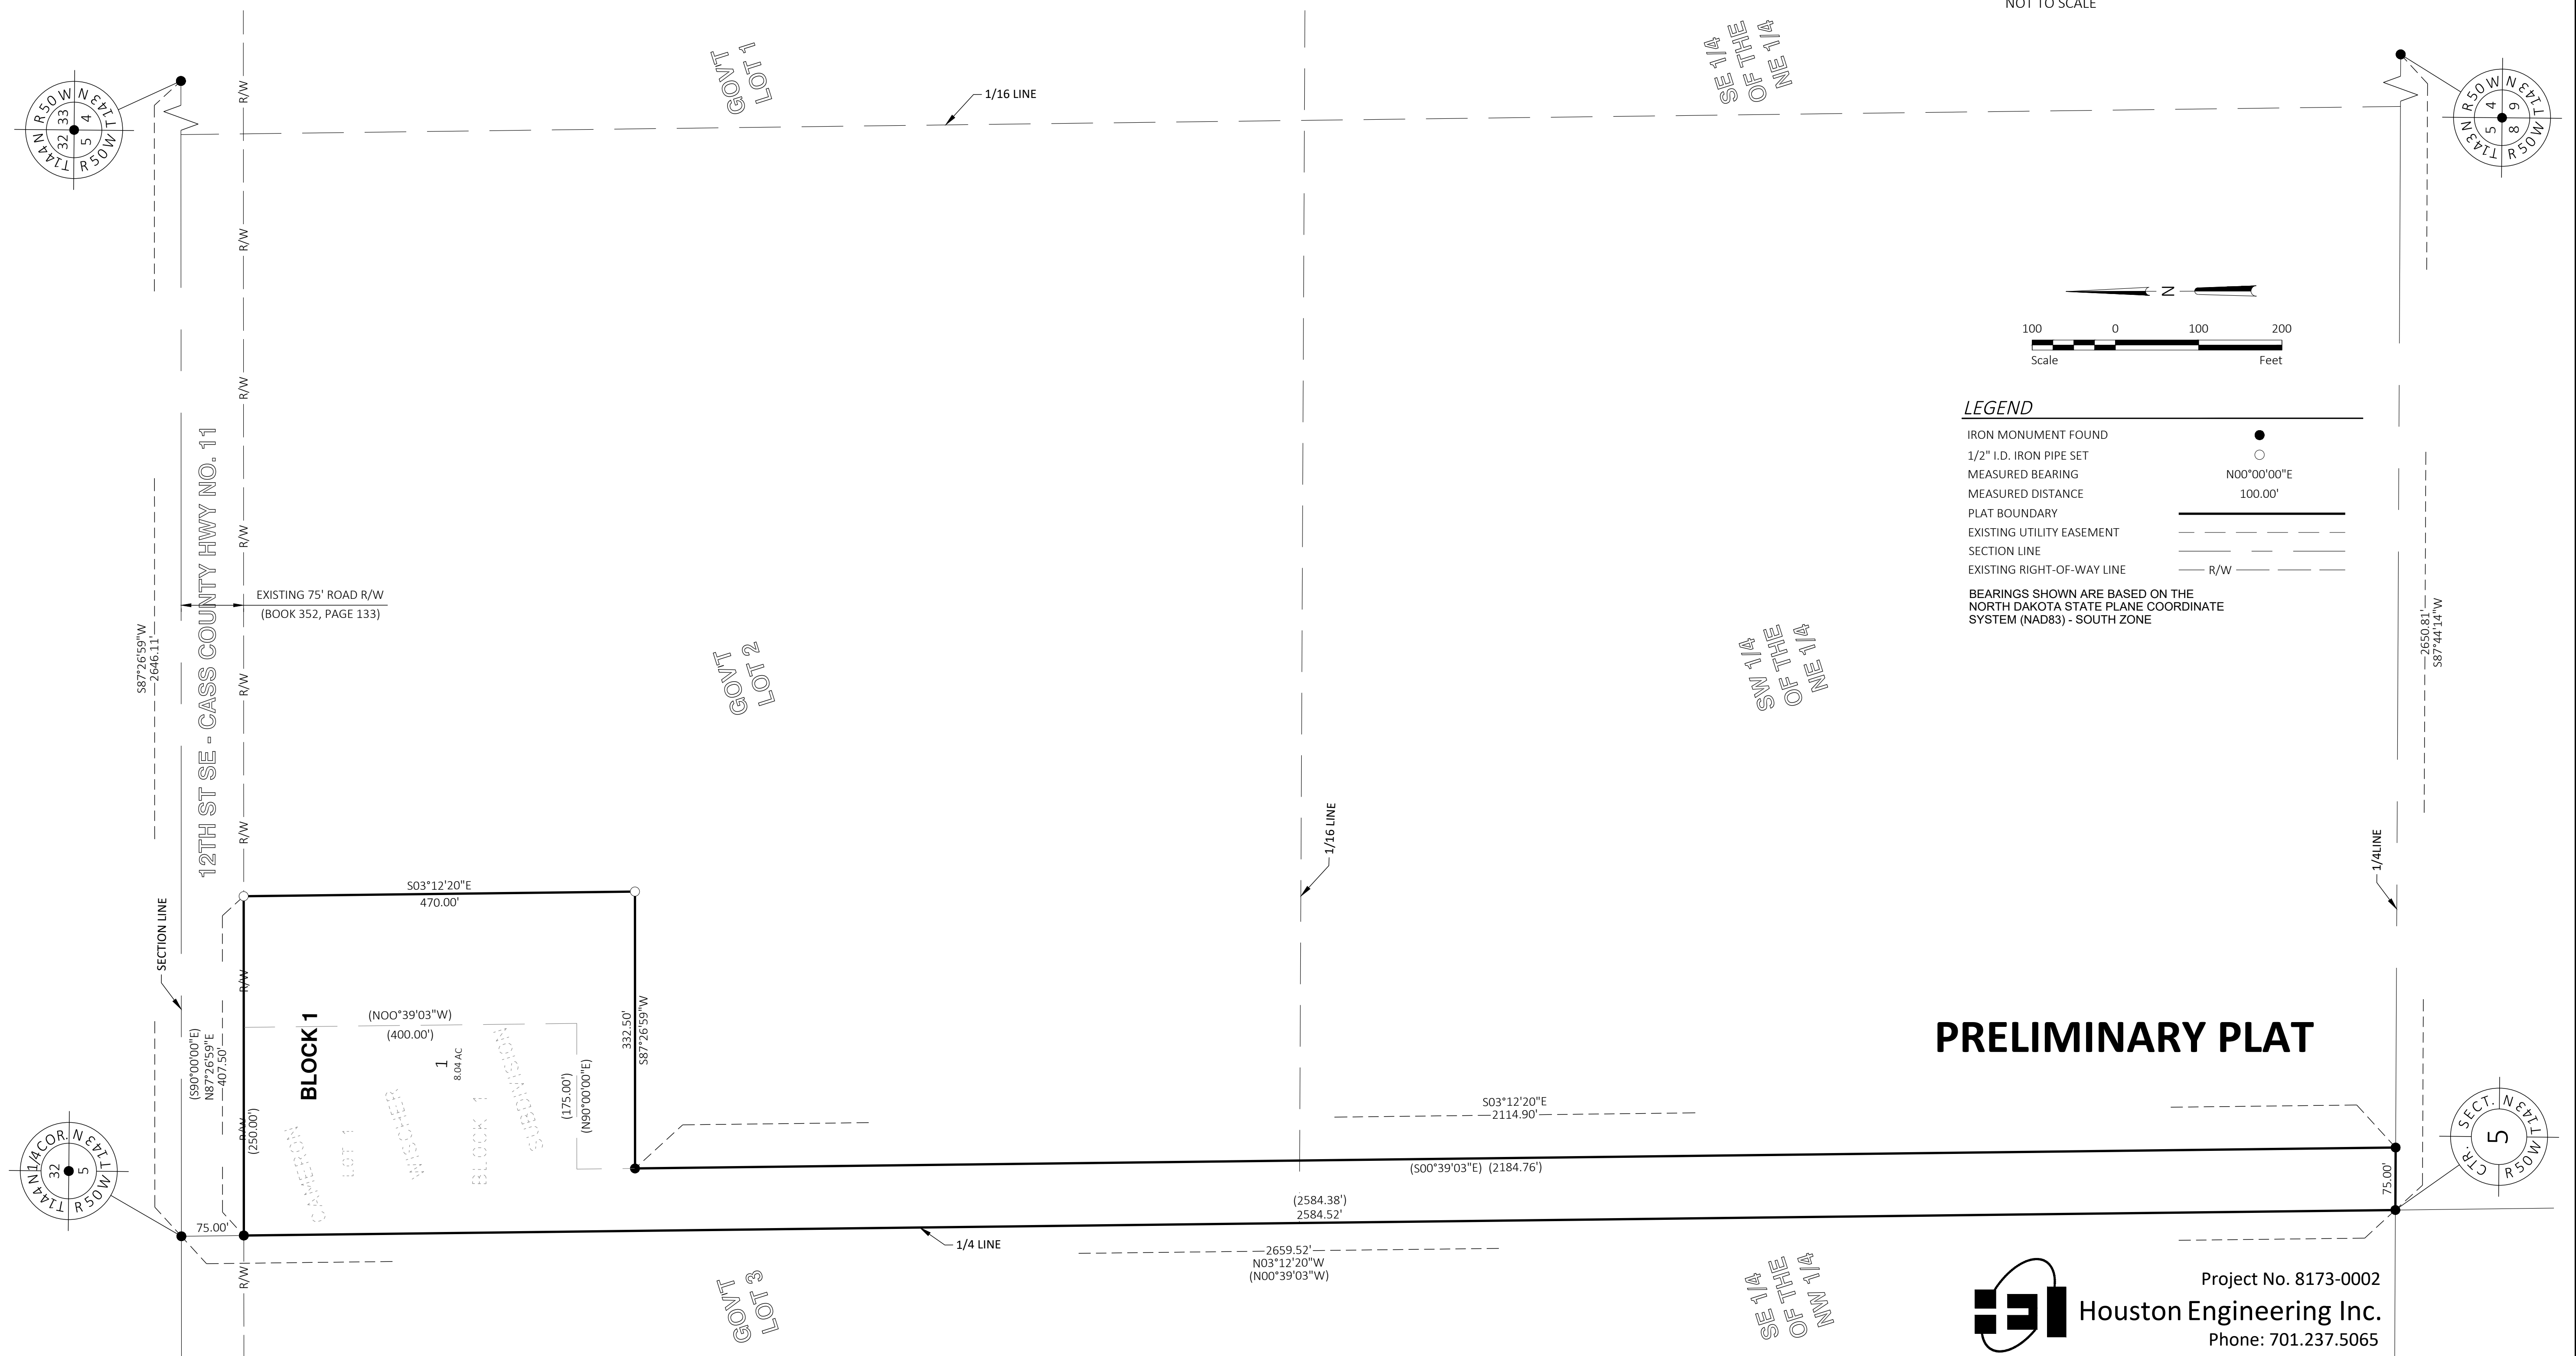 NOT TO SCALE
GOVT
LOT 1
SE 1/4
OF THE
NE 1/4
1/16 LINE
T144N R50W
T143N R50W
32 33
5 4
T143N R50W
T143N R50W
5 4
8 9
R/W
R/W
R/W
R/W
R/W
R/W
R/W
R/W
R/W
N
100 0 100 200
Scale Feet
LEGEND
IRON MONUMENT FOUND
1/2" I.D. IRON PIPE SET
MEASURED BEARING N00°00'00"E
MEASURED DISTANCE 100.00'
PLAT BOUNDARY
EXISTING UTILITY EASEMENT
SECTION LINE
EXISTING RIGHT-OF-WAY LINE R/W
BEARINGS SHOWN ARE BASED ON THE
NORTH DAKOTA STATE PLANE COORDINATE
SYSTEM (NAD83) - SOUTH ZONE
12TH ST SE - CASS COUNTY HWY NO. 11
EXISTING 75' ROAD R/W
(BOOK 352, PAGE 133)
S87°26'59"W
2646.11'
GOVT
LOT 2
SW 1/4
OF THE
NE 1/4
2650.81'
S87°44'14"W
1/16 LINE
1/4LINE
SECTION LINE
S03°12'20"E
470.00'
(S90°00'00"E)
N87°26'59"E
407.50'
(250.00')
BLOCK 1
(NOO°39'03"W)
(400.00')
1
8.04 AC
LOT 1
BLOCK 1
(175.00')
(N90°00'00"E)
332.50'
S87°26'59"W
PRELIMINARY PLAT
S03°12'20"E
2114.90'
(S00°39'03"E) (2184.76')
(2584.38')
2584.52'
75.00'
75.00'
1/4 LINE
2659.52'
N03°12'20"W
(N00°39'03"W)
1/4COR.
T144N R50W T143N
32
5
CTR. SECT.
T143N R50W
5
GOVT
LOT 3
SE 1/4
OF THE
NW 1/4
Project No. 8173-0002
Houston Engineering Inc.
Phone: 701.237.5065